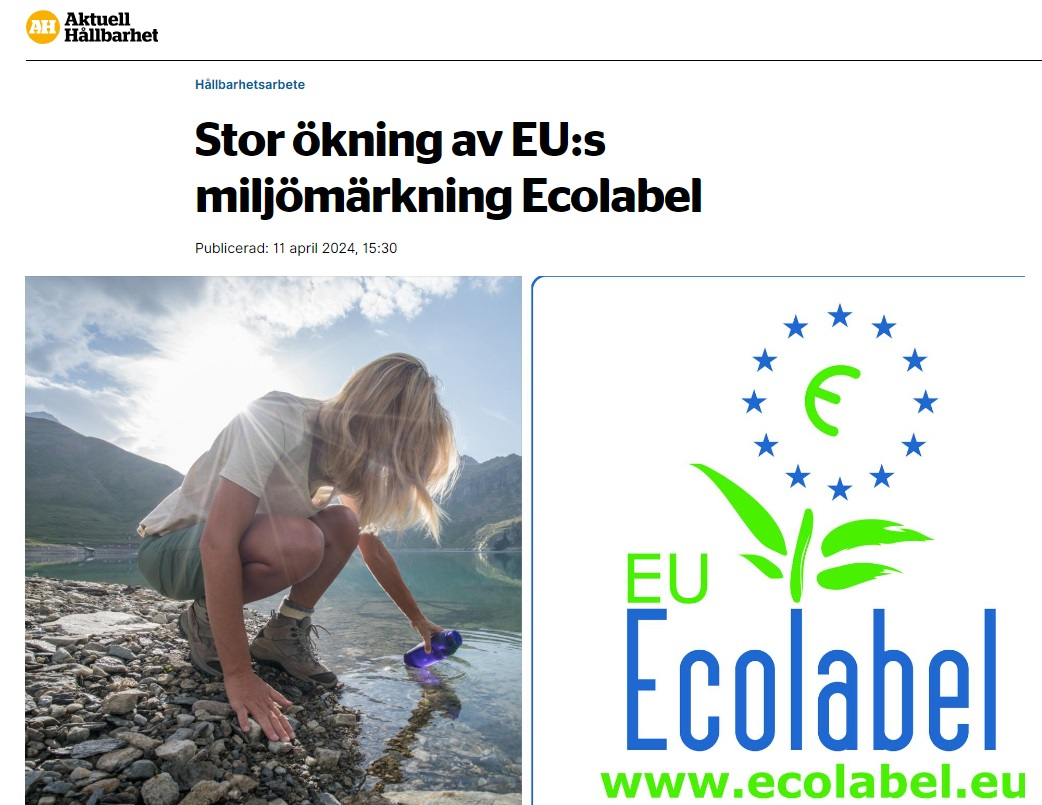 AH Aktuell
Hållbarhet
Hållbarhetsarbete
Stor ökning av EU:s
miljömärkning Ecolabel
Publicerad: 11 april 2024, 15:30
EU
Ecolabel
www.ecolabel.eu